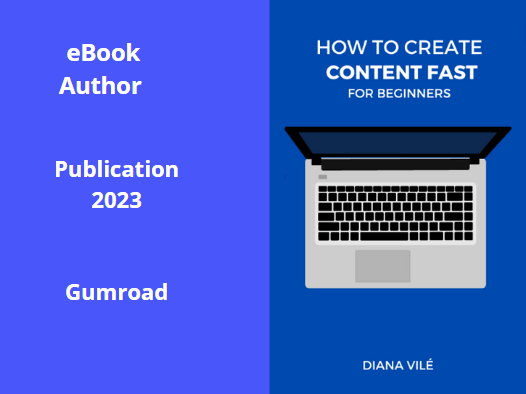 eBook
Author
Publication
2023
Gumroad
HOW TO CREATE
CONTENT FAST
FOR BEGINNERS
DIANA VILÉ